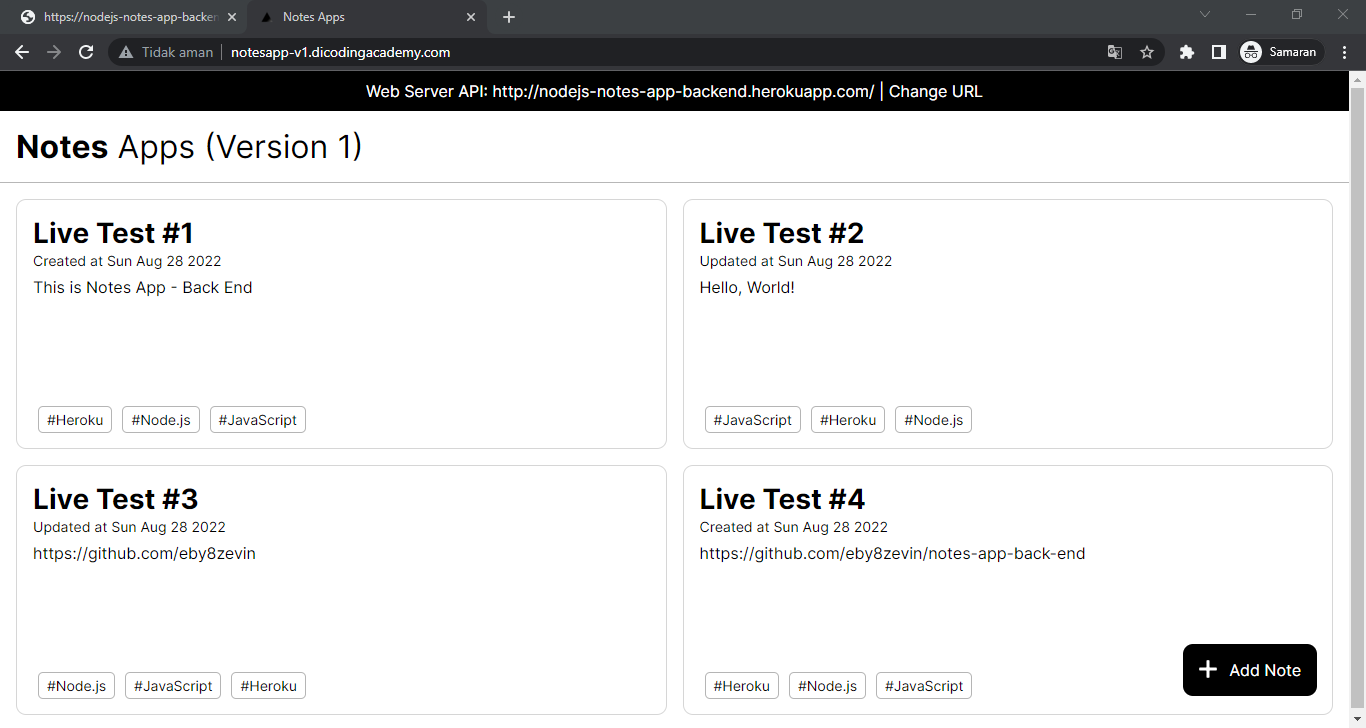 https://nodejs-notes-app-backen
Notes Apps
Tidak aman
notesapp-v1.dicodingacademy.com
Samaran
Web Server API: http://nodejs-notes-app-backend.herokuapp.com/ | Change URL
Notes Apps (Version 1)
Live Test #1
Created at Sun Aug 28 2022
This is Notes App - Back End
#Heroku #Node.js #JavaScript
Live Test #2
Updated at Sun Aug 28 2022
Hello, World!
#JavaScript #Heroku #Node.js
Live Test #3
Updated at Sun Aug 28 2022
https://github.com/eby8zevin
#Node.js #JavaScript #Heroku
Live Test #4
Created at Sun Aug 28 2022
https://github.com/eby8zevin/notes-app-back-end
#Heroku #Node.js #JavaScript
Add Note